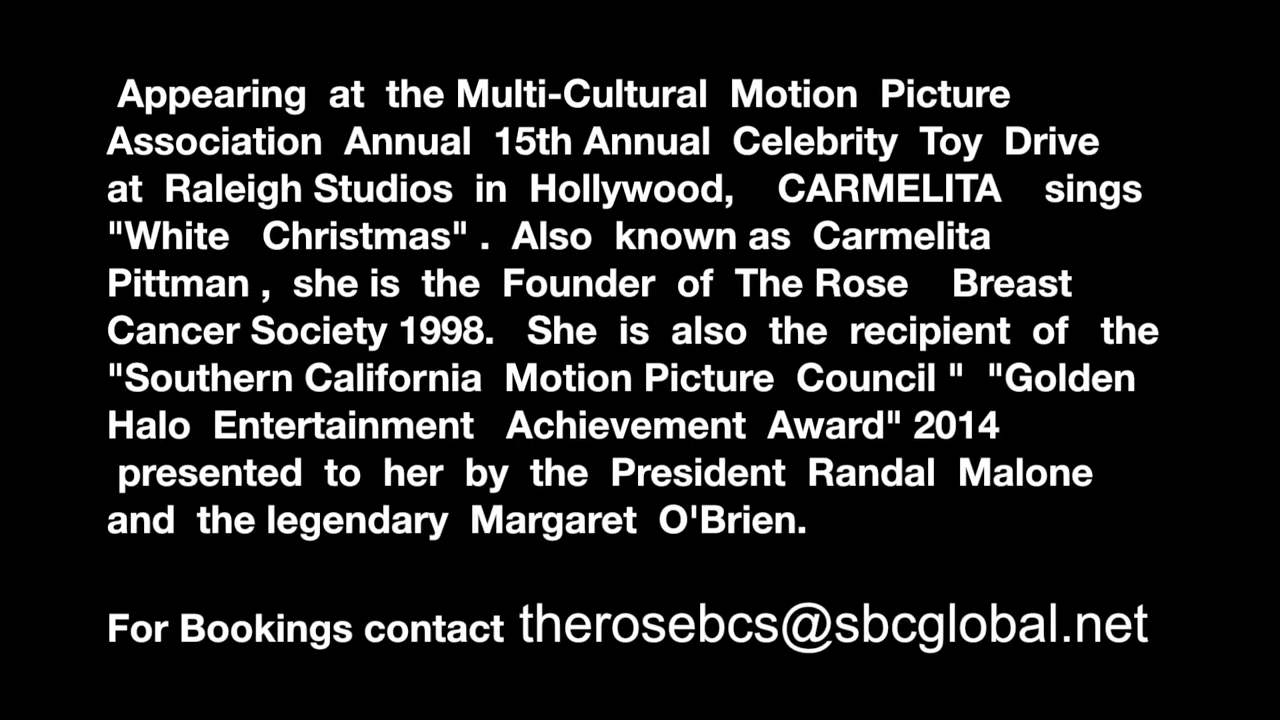 Appearing at the Multi-Cultural Motion Picture
Association Annual 15th Annual Celebrity Toy Drive
at Raleigh Studios in Hollywood, CARMELITA sings
"White Christmas" . Also known as Carmelita
Pittman , she is the Founder of The Rose Breast
Cancer Society 1998. She is also the recipient of the
"Southern California Motion Picture Council " "Golden
Halo Entertainment Achievement Award" 2014
presented to her by the President Randal Malone
and the legendary Margaret O'Brien.
For Bookings contact therosebcs@sbcglobal.net